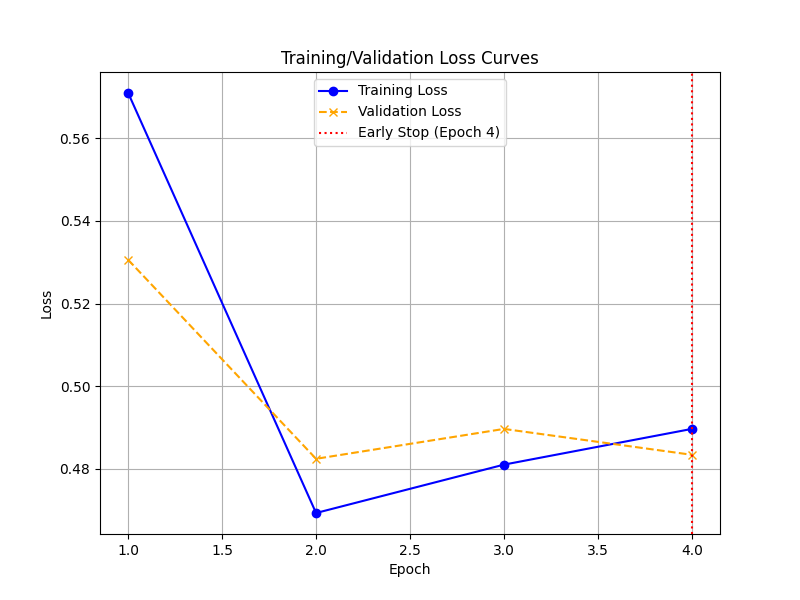 Training/Validation Loss Curves
Training Loss
Validation Loss
Early Stop (Epoch 4)
Loss
0.56
0.54
0.52
0.50
0.48
1.0 1.5 2.0 2.5 3.0 3.5 4.0
Epoch